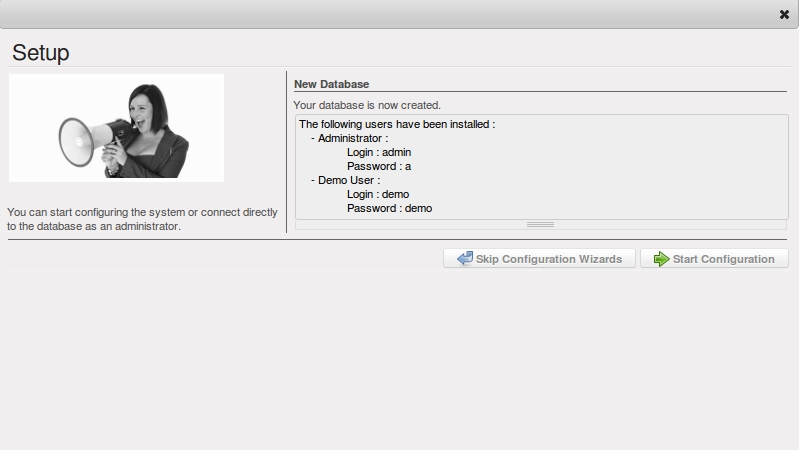 Setup
You can start configuring the system or connect directly
to the database as an administrator.
New Database
Your database is now created.
The following users have been installed :
- Administrator :
Login : admin
Password : a
- Demo User :
Login : demo
Password : demo
Skip Configuration Wizards
Start Configuration